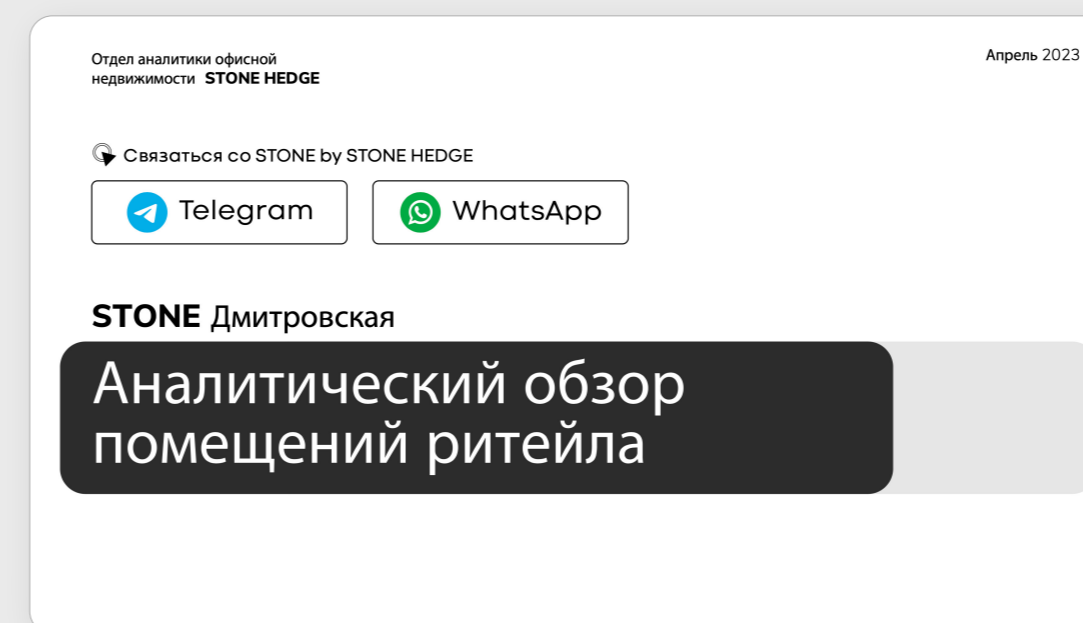 Отдел аналитики офисной
недвижимости STONE HEDGE
Апрель 2023
Связаться со STONE by STONE HEDGE
Telegram
WhatsApp
STONE Дмитровская
Аналитический обзор
помещений ритейла